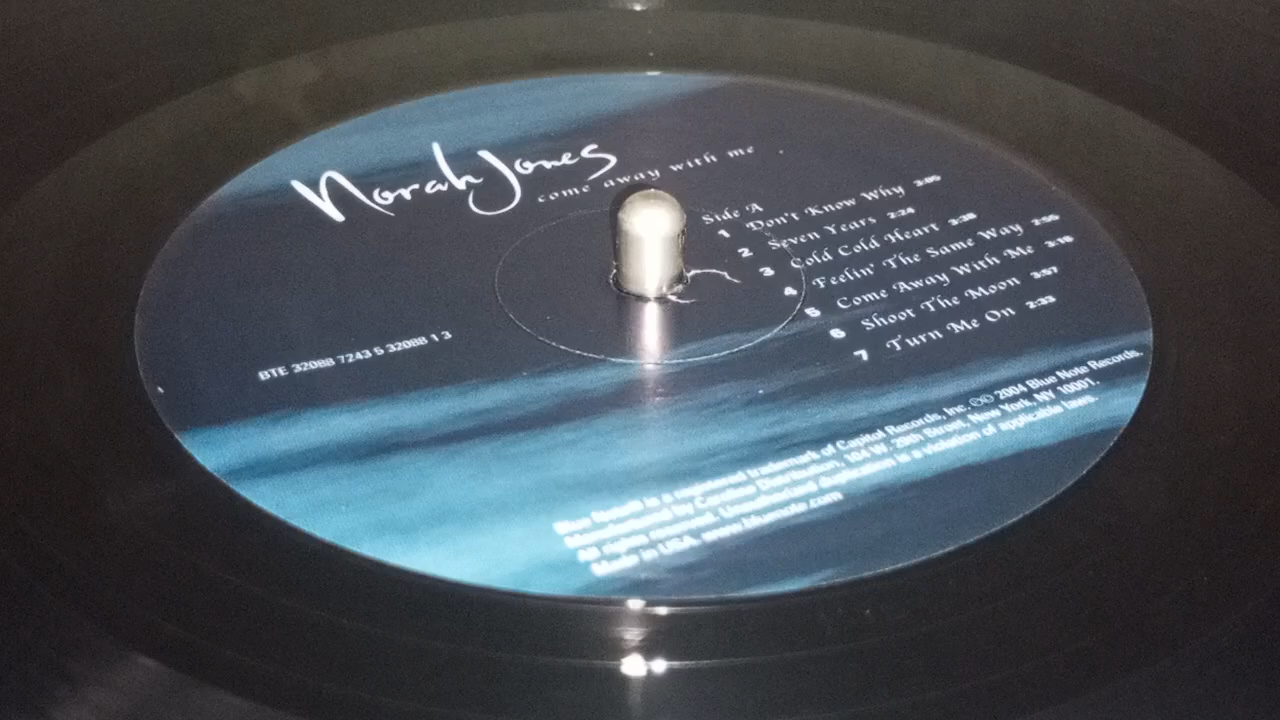 Norah Jones
come away with me
Side A
1 Don't Know Why 3:05
2 Seven Years 2:24
3 Cold Cold Heart 3:38
4 Feelin' The Same Way 2:55
5 Come Away With Me 3:18
6 Shoot The Moon 3:57
7 Turn Me On 2:33
BTE 32088 7243 5 32088 1 3
Blue Note® is a registered trademark of Capitol Records, Inc. ℗© 2004 Blue Note Records.
Manufactured by Caroline Distribution, 104 W. 29th Street, New York, NY 10001.
All rights reserved. Unauthorized duplication is a violation of applicable laws.
Made in USA. www.bluenote.com